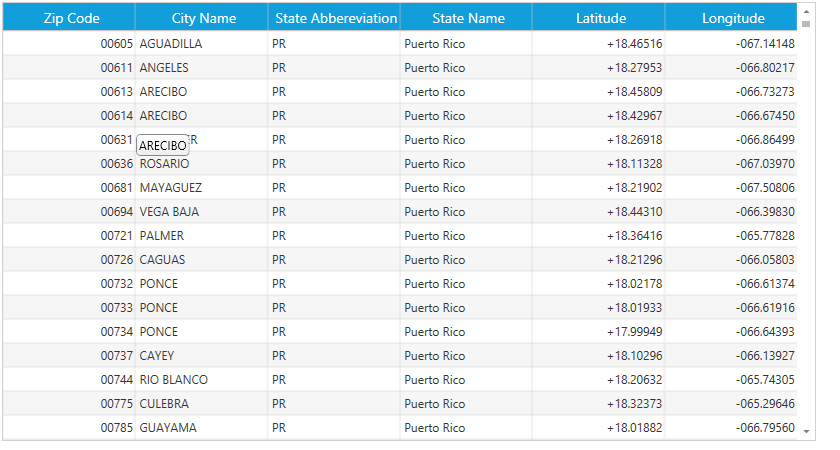 Zip Code City Name State Abbereviation State Name Latitude Longitude
00605 AGUADILLA PR Puerto Rico +18.46516 -067.14148
00611 ANGELES PR Puerto Rico +18.27953 -066.80217
00613 ARECIBO PR Puerto Rico +18.45809 -066.73273
00614 ARECIBO PR Puerto Rico +18.42967 -066.67450
00631 PR Puerto Rico +18.26918 -066.86499
ARECIBO
00636 ROSARIO PR Puerto Rico +18.11328 -067.03970
00681 MAYAGUEZ PR Puerto Rico +18.21902 -067.50806
00694 VEGA BAJA PR Puerto Rico +18.44310 -066.39830
00721 PALMER PR Puerto Rico +18.36416 -065.77828
00726 CAGUAS PR Puerto Rico +18.21296 -066.05803
00732 PONCE PR Puerto Rico +18.02178 -066.61374
00733 PONCE PR Puerto Rico +18.01933 -066.61916
00734 PONCE PR Puerto Rico +17.99949 -066.64393
00737 CAYEY PR Puerto Rico +18.10296 -066.13927
00744 RIO BLANCO PR Puerto Rico +18.20632 -065.74305
00775 CULEBRA PR Puerto Rico +18.32373 -065.29646
00785 GUAYAMA PR Puerto Rico +18.01882 -066.79560